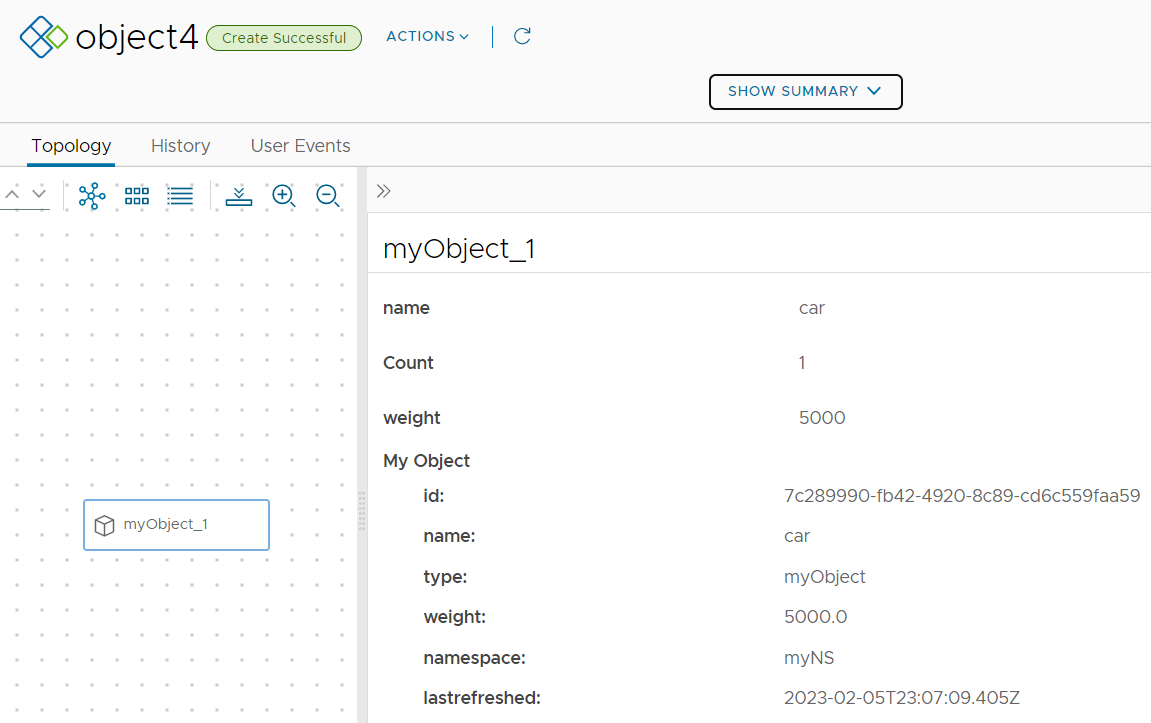 object4 Create Successful ACTIONS
SHOW SUMMARY
Topology History User Events
myObject_1
name car
Count 1
weight 5000
My Object
id: 7c289990-fb42-4920-8c89-cd6c559faa59
myObject_1
name: car
type: myObject
weight: 5000.0
namespace: myNS
lastrefreshed: 2023-02-05T23:07:09.405Z